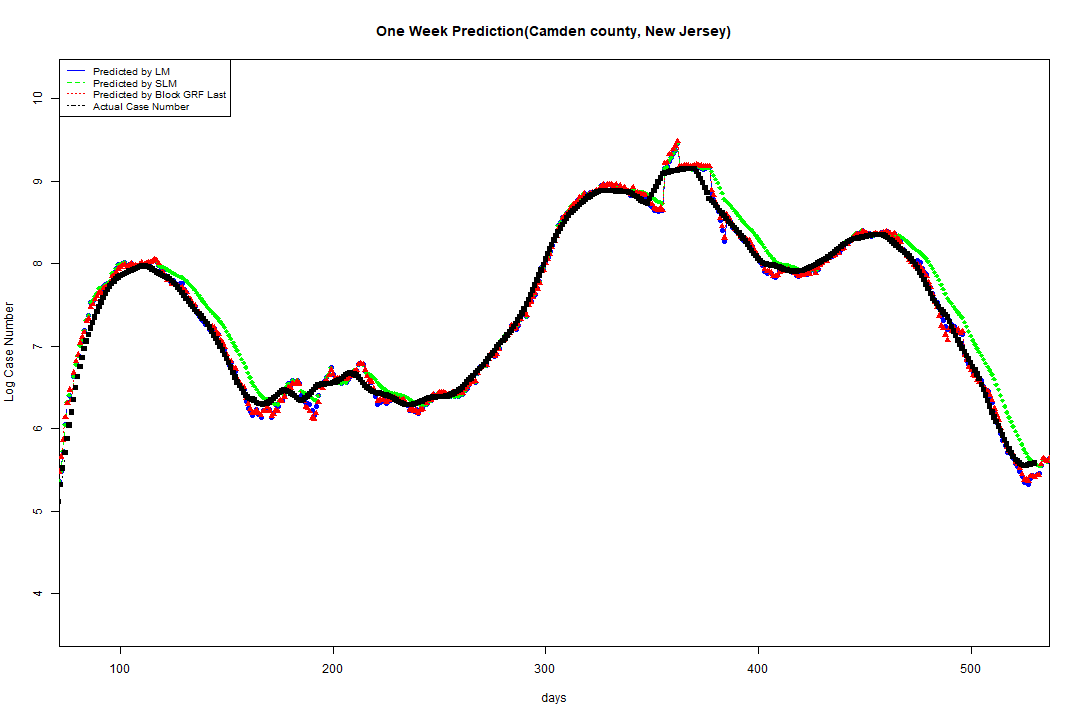 One Week Prediction(Camden county, New Jersey)
Predicted by LM
Predicted by SLM
Predicted by Block GRF Last
Actual Case Number
10
9
8
7
6
5
4
Log Case Number
100 200 300 400 500
days